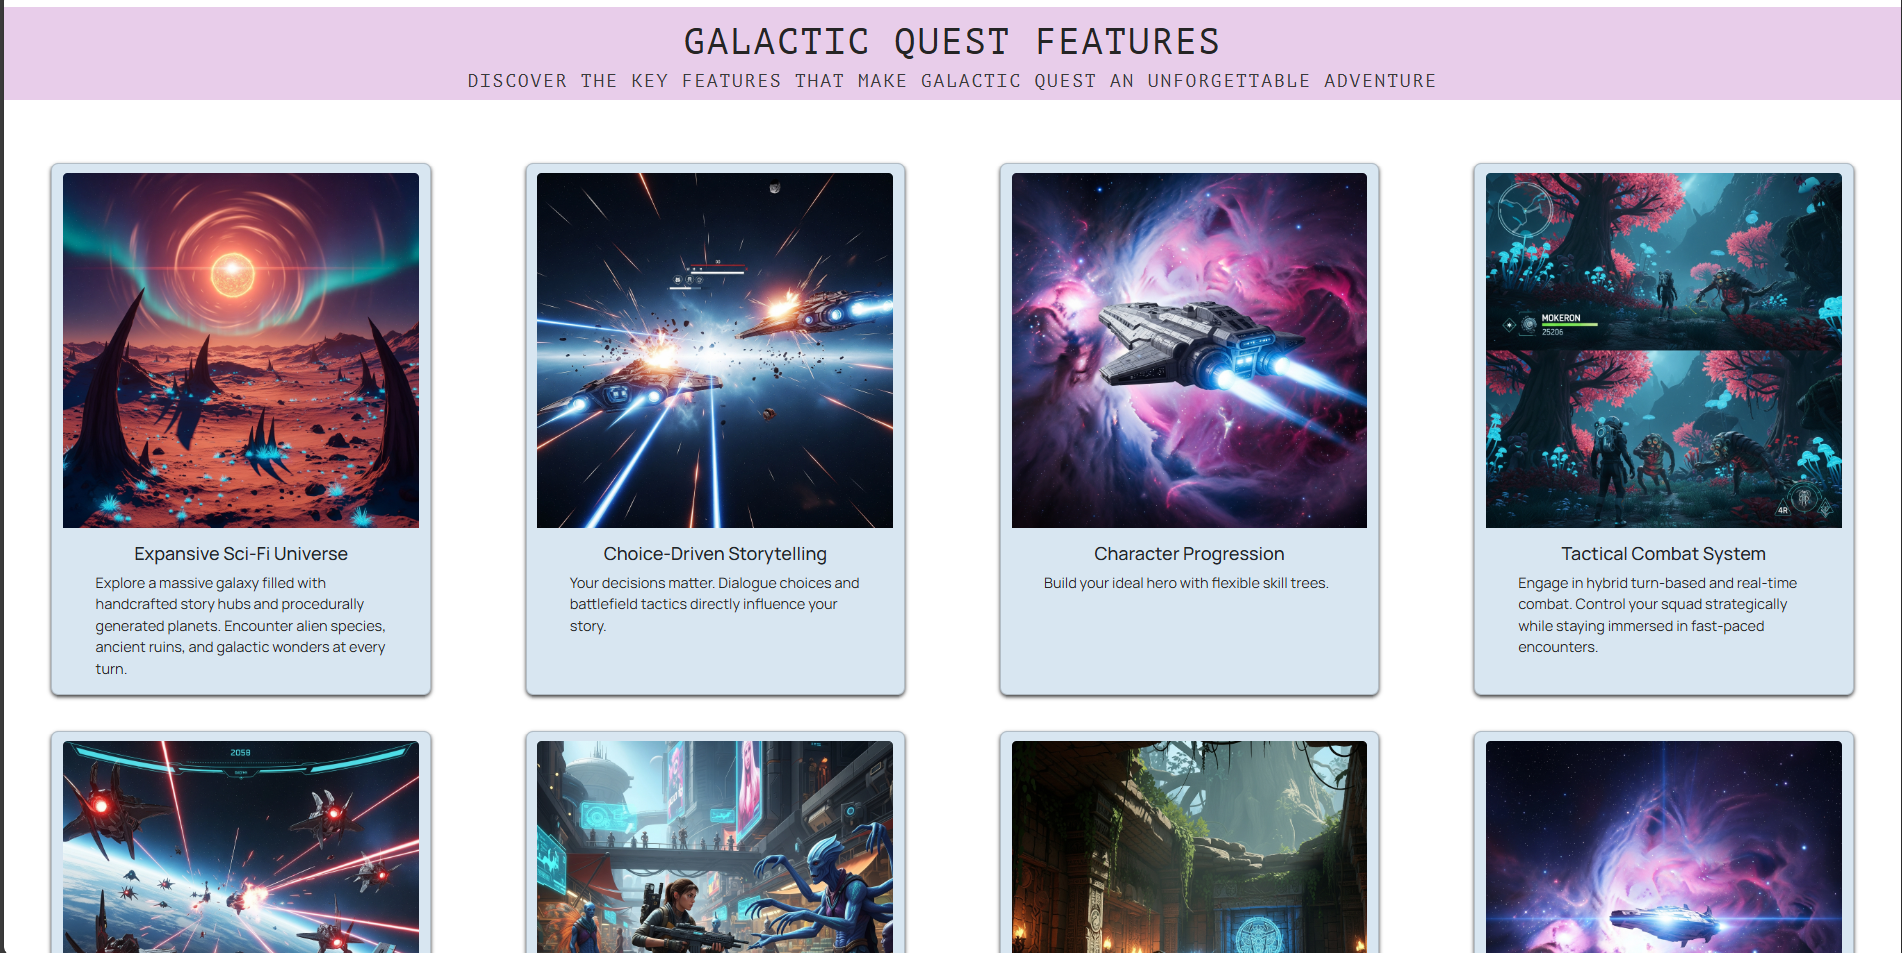 GALACTIC QUEST FEATURES
DISCOVER THE KEY FEATURES THAT MAKE GALACTIC QUEST AN UNFORGETTABLE ADVENTURE
Expansive Sci-Fi Universe
Explore a massive galaxy filled with
handcrafted story hubs and procedurally
generated planets. Encounter alien species,
ancient ruins, and galactic wonders at every
turn.
Choice-Driven Storytelling
Your decisions matter. Dialogue choices and
battlefield tactics directly influence your
story.
Character Progression
Build your ideal hero with flexible skill trees.
MOKERON
25206
4R
Tactical Combat System
Engage in hybrid turn-based and real-time
combat. Control your squad strategically
while staying immersed in fast-paced
encounters.
2059